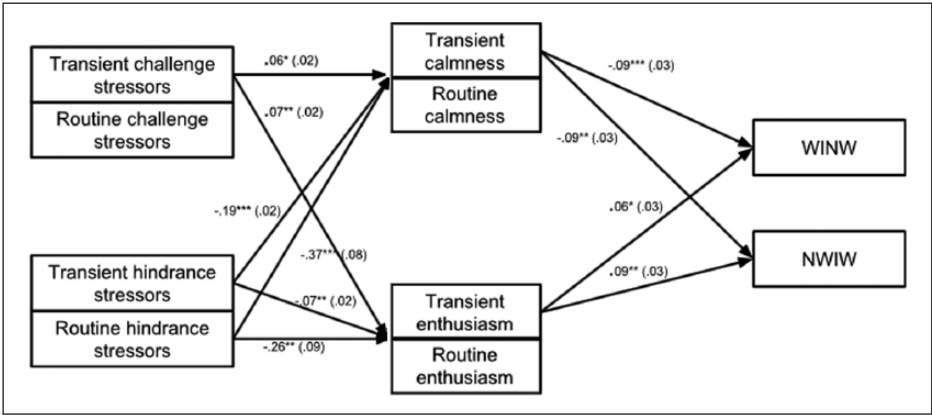 Transient challenge
stressors
Routine challenge
stressors
Transient hindrance
stressors
Routine hindrance
stressors
.06* (.02)
.07** (.02)
-.19*** (.02)
-.37*** (.08)
-.07** (.02)
-.26** (.09)
Transient
calmness
Routine
calmness
Transient
enthusiasm
Routine
enthusiasm
-.09*** (.03)
-.09** (.03)
.06* (.03)
.09** (.03)
WINW
NWIW